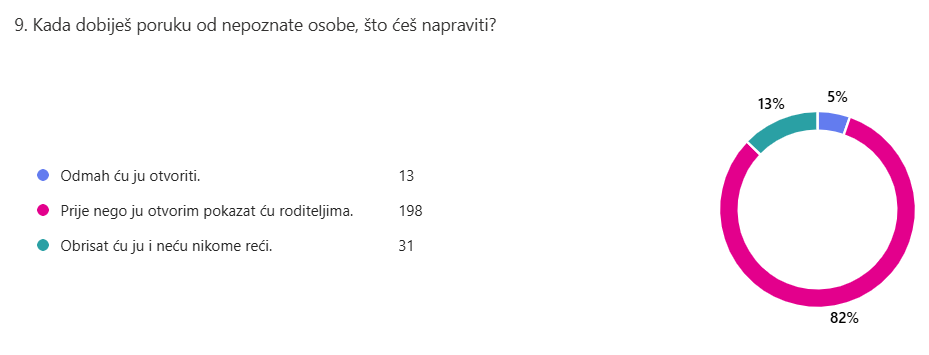 9. Kada dobiješ poruku od nepoznate osobe, što ćeš napraviti?
13%
5%
Odmah ću ju otvoriti. 13
Prije nego ju otvorim pokazat ću roditeljima. 198
Obrisat ću ju i neću nikome reći. 31
82%